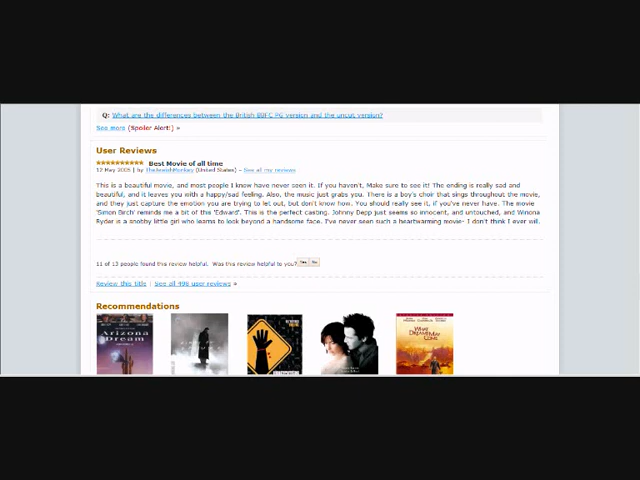 Q: What are the differences between the British BBFC PG version and the uncut version?
See more (Spoiler Alert!) »
User Reviews
Best Movie of all time
12 May 2005 | by (United States) – See all my reviews
This is a beautiful movie, and most people I know have never seen it. If you haven't, Make sure to see it! The ending is really sad and
beautiful, and it leaves you with a happy/sad feeling. Also, the music just grabs you. There is a boy's choir that sings throughout the movie,
and they just capture the emotion you are trying to let out, but don't know how. You should really see it, if you've never have. The movie
'Simon Birch' reminds me a bit of this 'Edward'. This is the perfect casting. Johnny Depp just seems so innocent, and untouched, and Winona
Ryder is a snobby little girl who learns to look beyond a handsome face. I've never seen such a heartwarming movie- I don't think I ever will.
11 of 13 people found this review helpful. Was this review helpful to you? Yes No
Review this title | See all 496 user reviews »
Recommendations
Arizona
Dream
WHAT
DREAMS MAY
COME